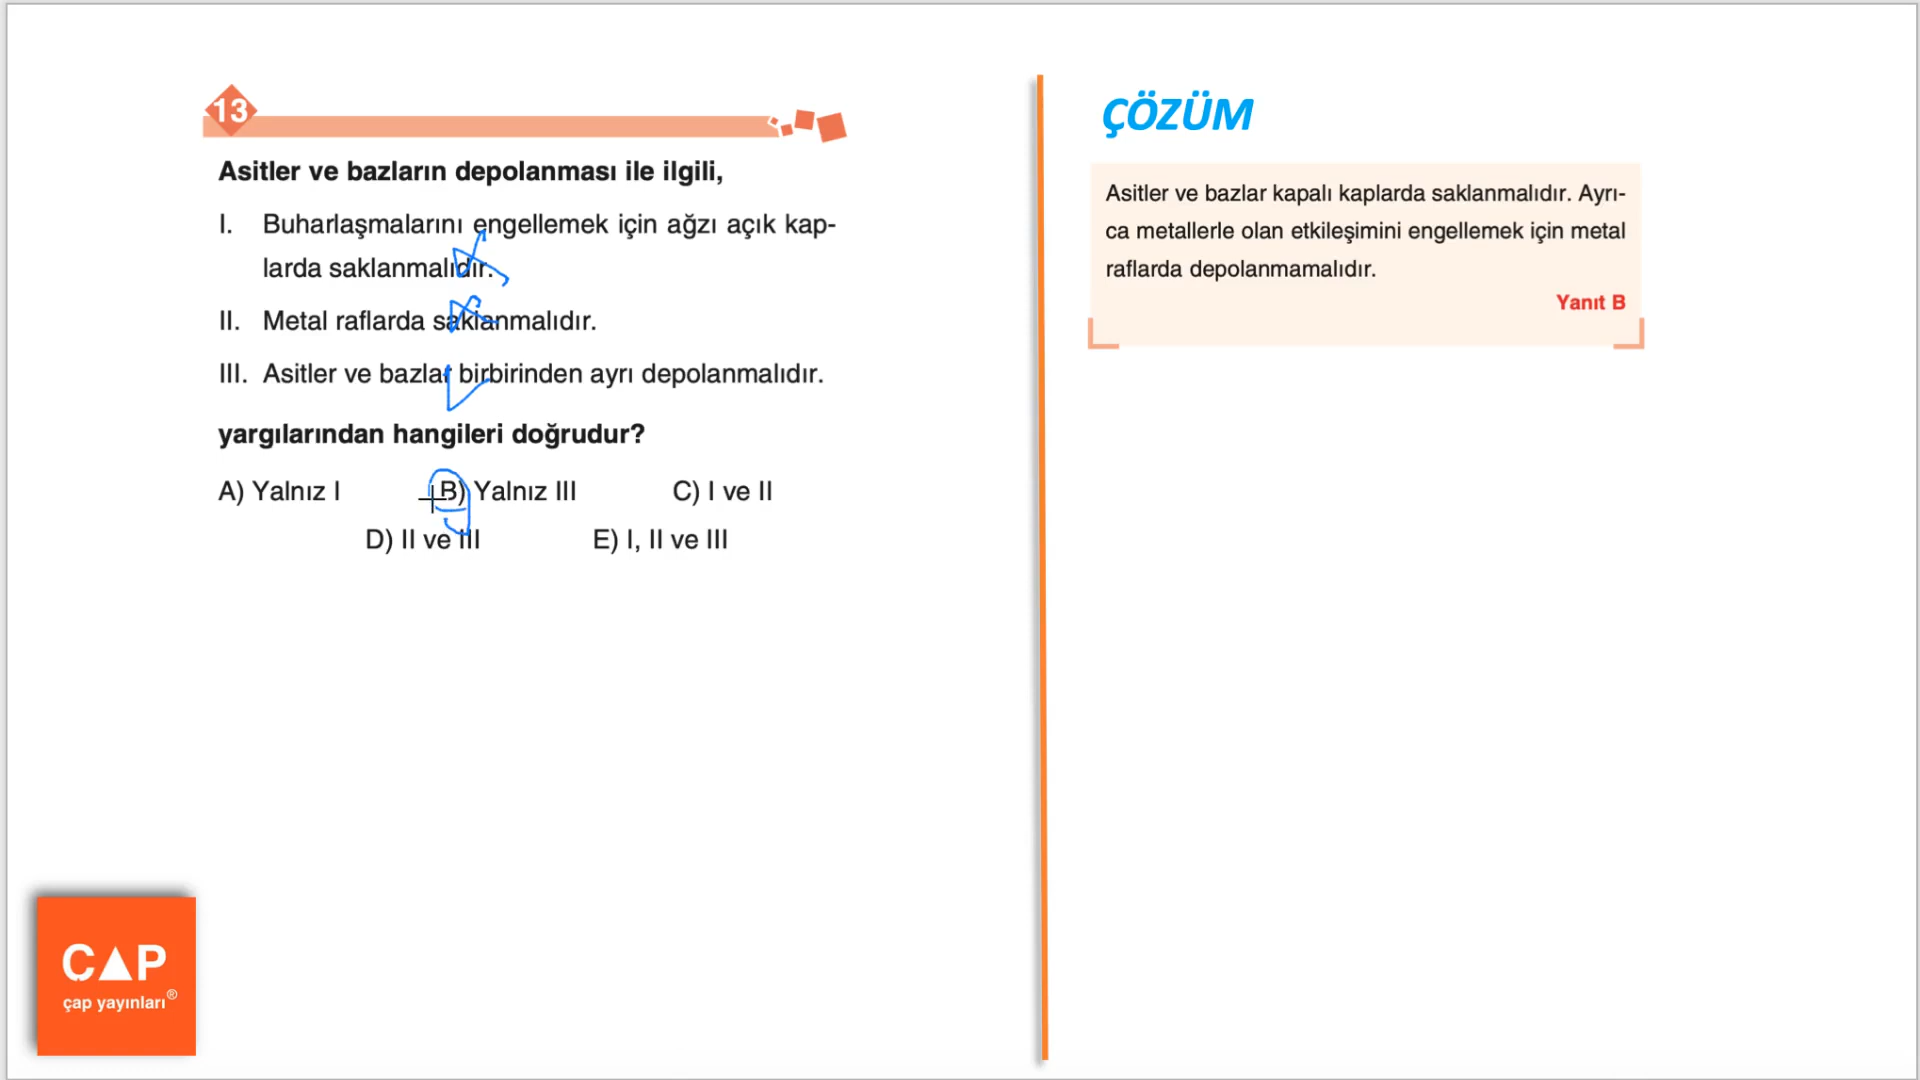 13
Asitler ve bazların depolanması ile ilgili,
I. Buharlaşmalarını engellemek için ağzı açık kap-
larda saklanmalıdır.
II. Metal raflarda saklanmalıdır.
III. Asitler ve bazlar birbirinden ayrı depolanmalıdır.
yargılarından hangileri doğrudur?
A) Yalnız I B) Yalnız III C) I ve II
D) II ve III E) I, II ve III
ÇÖZÜM
Asitler ve bazlar kapalı kaplarda saklanmalıdır. Ayrı-
ca metallerle olan etkileşimini engellemek için metal
raflarda depolanmamalıdır.
Yanıt B
ÇAP
çap yayınları®